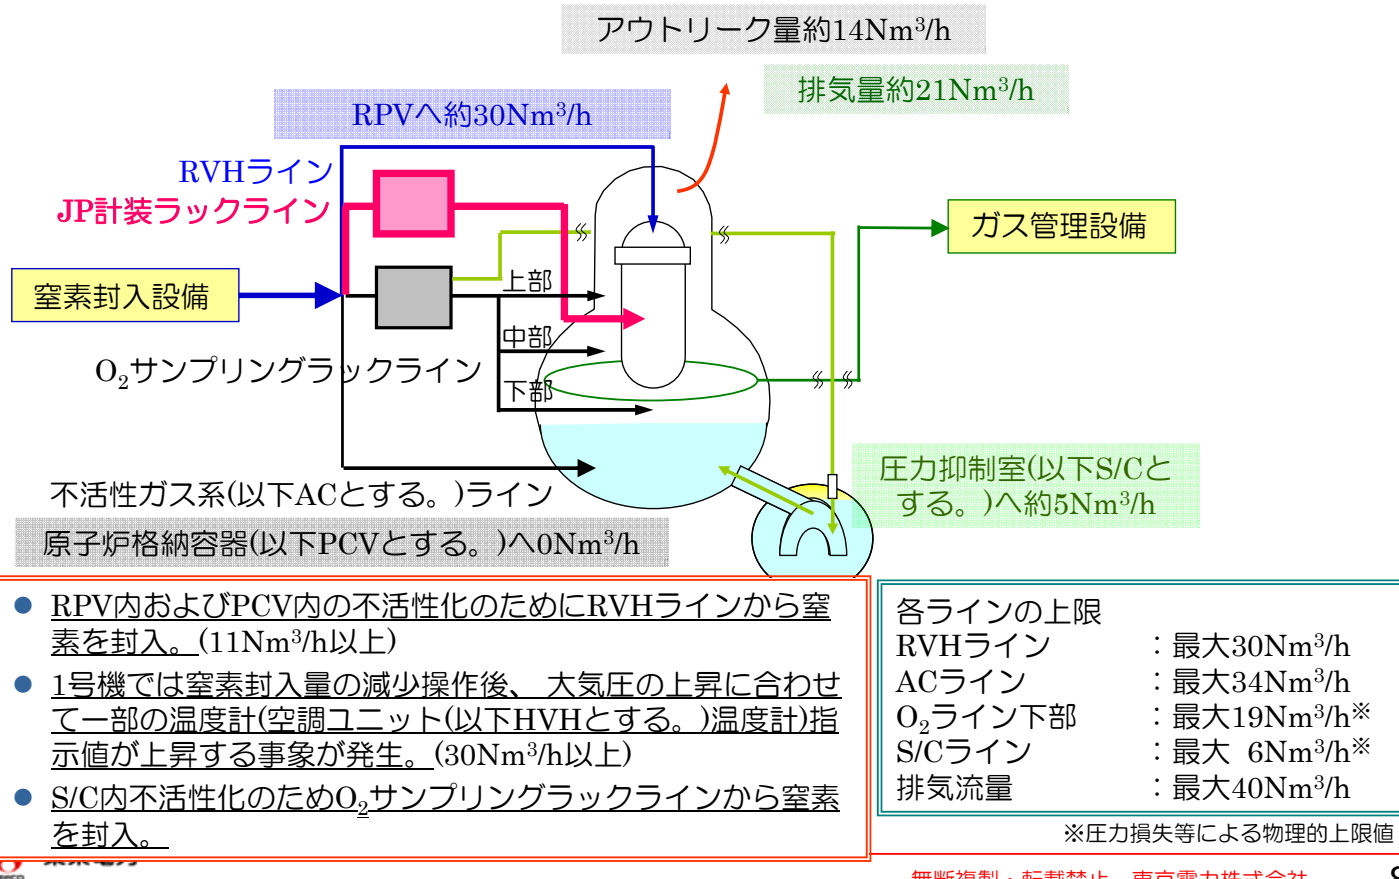 アウトリーク量約14Nm³/h
排気量約21Nm³/h
RPVへ約30Nm³/h
RVHライン
JP計装ラックライン
ガス管理設備
窒素封入設備
上部
中部
下部
O₂サンプリングラックライン
不活性ガス系(以下ACとする。)ライン
原子炉格納容器(以下PCVとする。)へ0Nm³/h
圧力抑制室(以下S/Cと
する。)へ約5Nm³/h
● RPV内およびPCV内の不活性化のためにRVHラインから窒
素を封入。(11Nm³/h以上)
● 1号機では窒素封入量の減少操作後、 大気圧の上昇に合わせ
て一部の温度計(空調ユニット(以下HVHとする。)温度計)指
示値が上昇する事象が発生。(30Nm³/h以上)
● S/C内不活性化のためO₂サンプリングラックラインから窒素
を封入。
各ラインの上限
RVHライン ：最大30Nm³/h
ACライン ：最大34Nm³/h
O₂ライン下部 ：最大19Nm³/h※
S/Cライン ：最大 6Nm³/h※
排気流量 ：最大40Nm³/h
※圧力損失等による物理的上限値
無断複製・転載禁止 東京電力株式会社